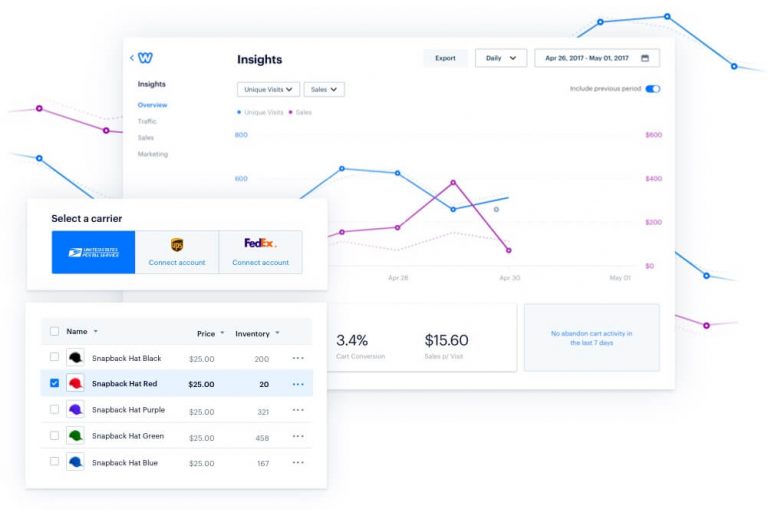 Insights
Export
Daily
Apr 26, 2017 - May 01, 2017
Insights
Overview
Traffic
Sales
Marketing
Unique Visits
Sales
Include previous period
Unique Visits
Sales
800
600
$600
$400
$200
$0
Apr 28
Apr 30
May 01
Select a carrier
UNITED STATES
POSTAL SERVICE
ups
Connect account
FedEx.
Connect account
3.4%
Cart Conversion
$15.60
Sales p/ Visit
No abandon cart activity in
the last 7 days
Name Price Inventory
Snapback Hat Black $25.00 200
Snapback Hat Red $25.00 20
Snapback Hat Purple $25.00 321
Snapback Hat Green $25.00 458
Snapback Hat Blue $25.00 167